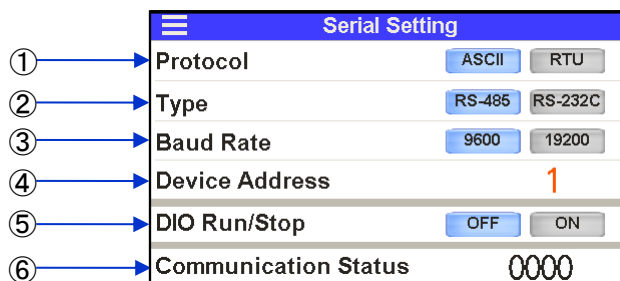 Serial Setting
① Protocol ASCII RTU
② Type RS-485 RS-232C
③ Baud Rate 9600 19200
④ Device Address 1
⑤ DIO Run/Stop OFF ON
⑥ Communication Status 0000